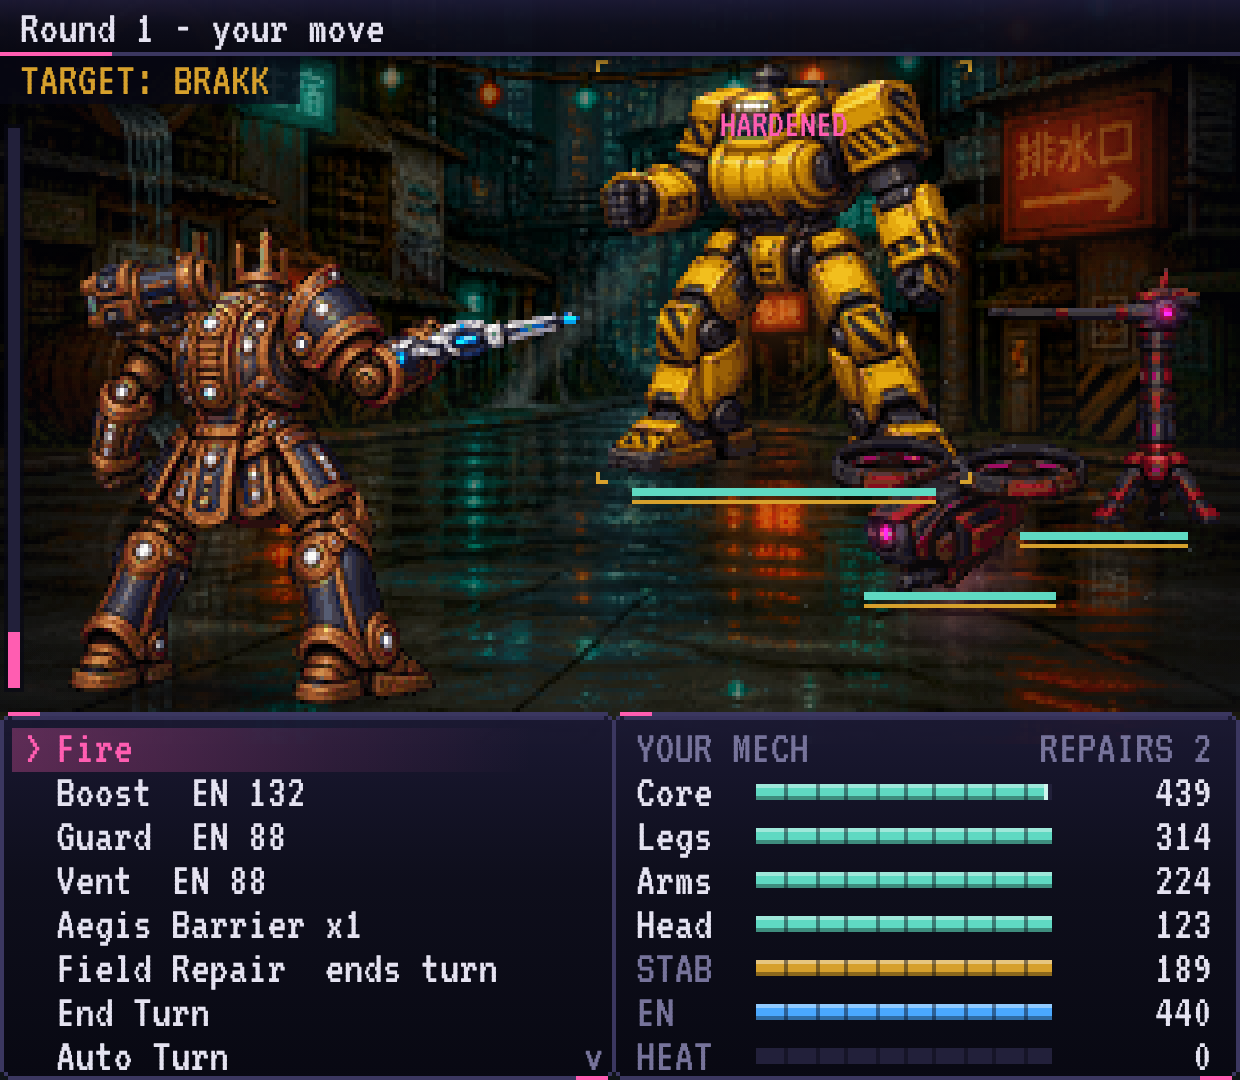 Round 1 - your move
TARGET: BRAKK
HARDENED
排水口
> Fire
Boost EN 132
Guard EN 88
Vent EN 88
Aegis Barrier x1
Field Repair ends turn
End Turn
Auto Turn
v
YOUR MECH REPAIRS 2
Core 439
Legs 314
Arms 224
Head 123
STAB 189
EN 440
HEAT 0